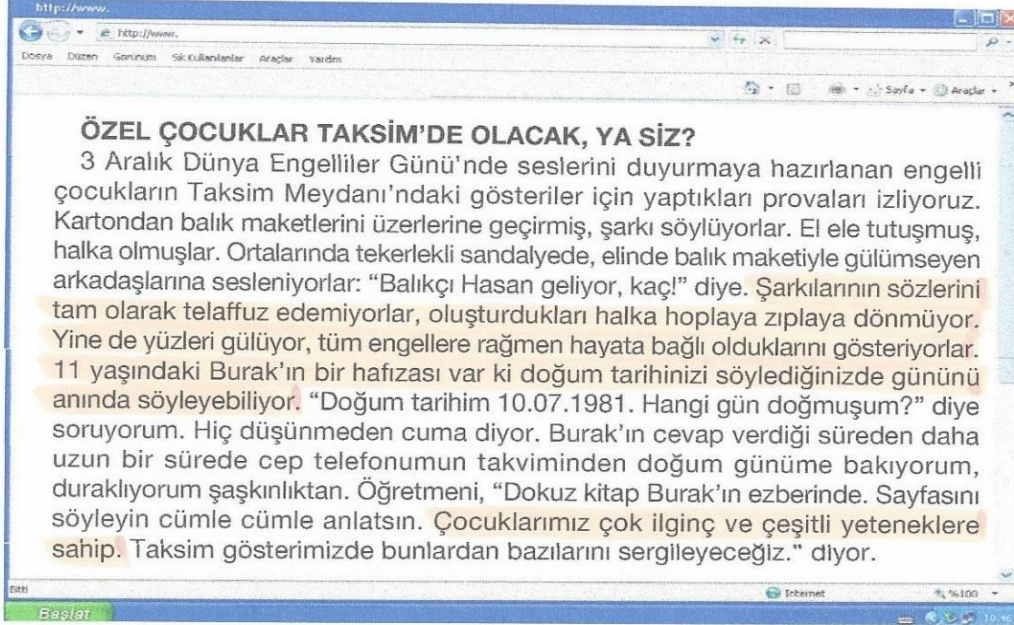 http://www.
http://www.
Dosya Düzen Görünüm Sık Kullanılanlar Araçlar Yardım
Sayfa Araçlar
ÖZEL ÇOCUKLAR TAKSİM’DE OLACAK, YA SİZ?
3 Aralık Dünya Engelliler Günü’nde seslerini duyurmaya hazırlanan engelli
çocukların Taksim Meydanı’ndaki gösteriler için yaptıkları provaları izliyoruz.
Kartondan balık maketlerini üzerlerine geçirmiş, şarkı söylüyorlar. El ele tutuşmuş,
halka olmuşlar. Ortalarında tekerlekli sandalyede, elinde balık maketiyle gülümseyen
arkadaşlarına sesleniyorlar: “Balıkçı Hasan geliyor, kaç!” diye. Şarkılarının sözlerini
tam olarak telaffuz edemiyorlar, oluşturdukları halka hoplaya zıplaya dönmüyor.
Yine de yüzleri gülüyor, tüm engellere rağmen hayata bağlı olduklarını gösteriyorlar.
11 yaşındaki Burak’ın bir hafızası var ki doğum tarihinizi söylediğinizde gününü
anında söyleyebiliyor. “Doğum tarihim 10.07.1981. Hangi gün doğmuşum?” diye
soruyorum. Hiç düşünmeden cuma diyor. Burak’ın cevap verdiği süreden daha
uzun bir sürede cep telefonumun takviminden doğum günüme bakıyorum,
duraklıyorum şaşkınlıktan. Öğretmeni, “Dokuz kitap Burak’ın ezberinde. Sayfasını
söyleyin cümle cümle anlatsın. Çocuklarımız çok ilginç ve çeşitli yeteneklere
sahip. Taksim gösterimizde bunlardan bazılarını sergileyeceğiz.” diyor.
Bitti Internet %100
Başlat